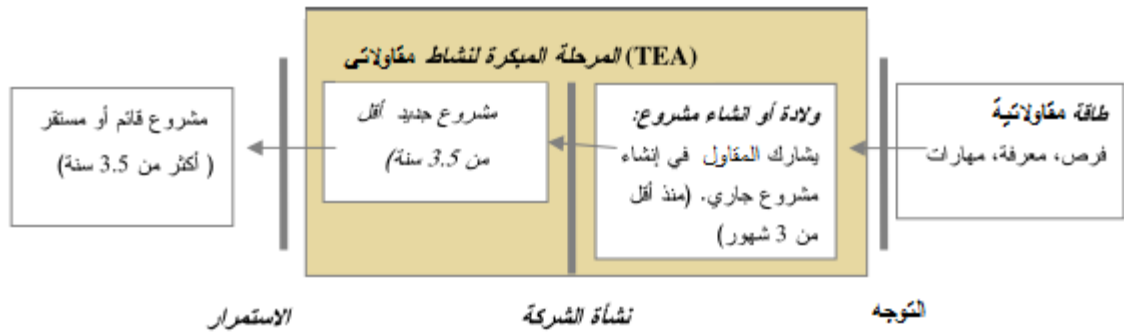 (TEA) المرحلة المبكرة لنشاط مقاولاتي
طاقة مقاولاتية
فرص، معرفة، مهارات
ولادة أو انشاء مشروع:
يشارك المقاول في إنشاء
مشروع جاري. (منذ أقل
من 3 شهور)
مشروع جديد أقل
من 3.5 سنة)
مشروع قائم أو مستقر
( أكثر من 3.5 سنة)
التوجه
نشأة الشركة
الاستمرار